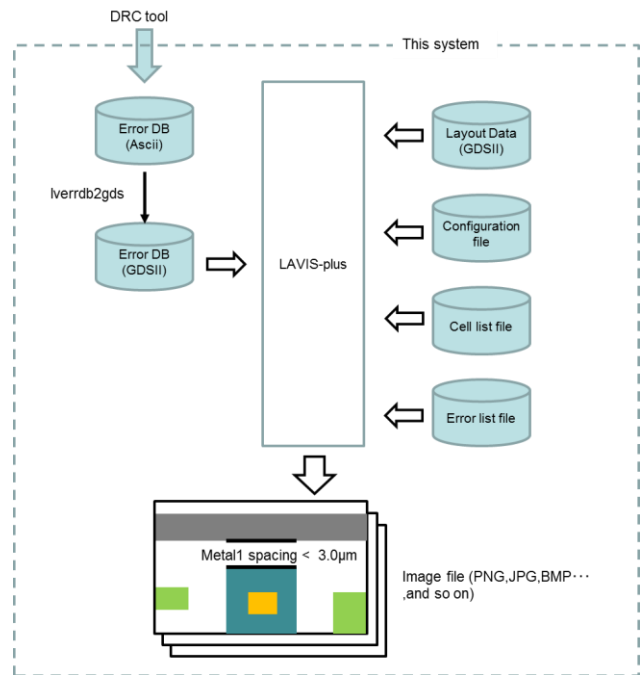 DRC tool
This system
Error DB
(Ascii)
lverrdb2gds
Error DB
(GDSII)
LAVIS-plus
Layout Data
(GDSII)
Configuration
file
Cell list file
Error list file
Metal1 spacing < 3.0μm
Image file (PNG,JPG,BMP⋯
,and so on)